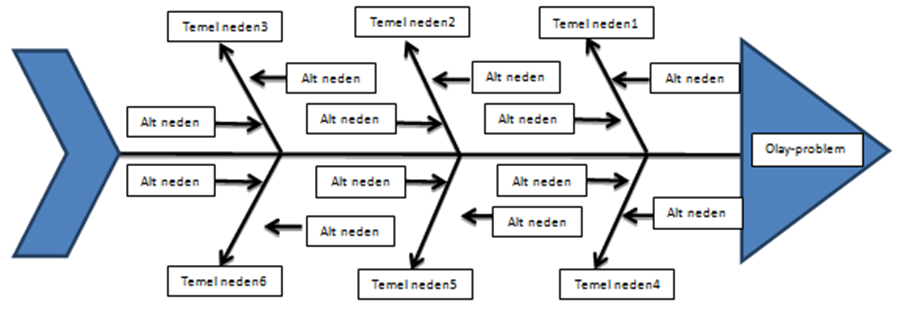 Temel neden3
Temel neden2
Temel neden1
Alt neden
Alt neden
Alt neden
Alt neden
Alt neden
Alt neden
Olay-problem
Alt neden
Alt neden
Alt neden
Alt neden
Alt neden
Alt neden
Temel neden6
Temel neden5
Temel neden4